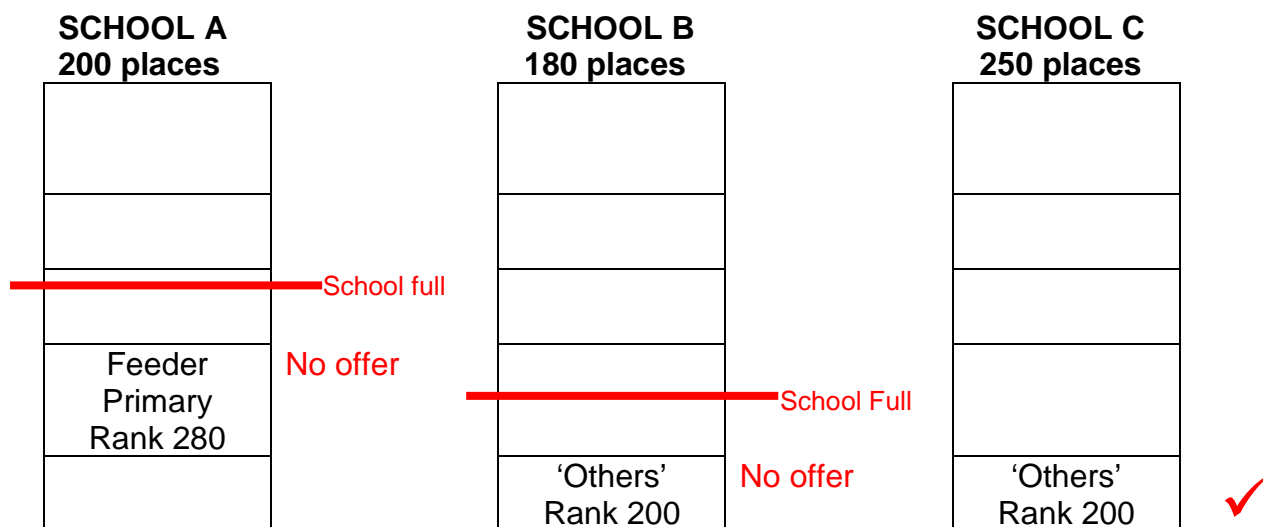 SCHOOL A
200 places
SCHOOL B
180 places
SCHOOL C
250 places
School full
Feeder
Primary
Rank 280
No offer
School Full
‘Others’
Rank 200
No offer
‘Others’
Rank 200